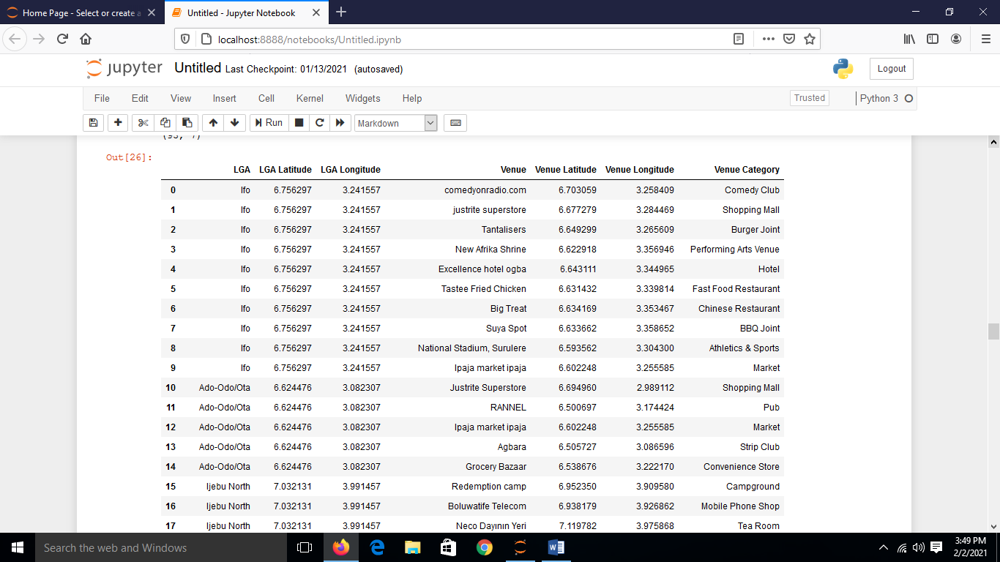 Home Page - Select or create a
Untitled - Jupyter Notebook
localhost:8888/notebooks/Untitled.ipynb
jupyter Untitled Last Checkpoint: 01/13/2021 (autosaved)
Logout
File Edit View Insert Cell Kernel Widgets Help
Trusted
Python 3
Run
Markdown
Out[26]:
LGA LGA Latitude LGA Longitude Venue Venue Latitude Venue Longitude Venue Category
0 Ifo 6.756297 3.241557 comedyonradio.com 6.703059 3.258409 Comedy Club
1 Ifo 6.756297 3.241557 justrite superstore 6.677279 3.284469 Shopping Mall
2 Ifo 6.756297 3.241557 Tantalisers 6.649299 3.265609 Burger Joint
3 Ifo 6.756297 3.241557 New Afrika Shrine 6.622918 3.356946 Performing Arts Venue
4 Ifo 6.756297 3.241557 Excellence hotel ogba 6.643111 3.344965 Hotel
5 Ifo 6.756297 3.241557 Tastee Fried Chicken 6.631432 3.339814 Fast Food Restaurant
6 Ifo 6.756297 3.241557 Big Treat 6.634169 3.353467 Chinese Restaurant
7 Ifo 6.756297 3.241557 Suya Spot 6.633662 3.358652 BBQ Joint
8 Ifo 6.756297 3.241557 National Stadium, Surulere 6.593562 3.304300 Athletics & Sports
9 Ifo 6.756297 3.241557 Ipaja market ipaja 6.602248 3.255585 Market
10 Ado-Odo/Ota 6.624476 3.082307 Justrite Superstore 6.694960 2.989112 Shopping Mall
11 Ado-Odo/Ota 6.624476 3.082307 RANNEL 6.500697 3.174424 Pub
12 Ado-Odo/Ota 6.624476 3.082307 Ipaja market ipaja 6.602248 3.255585 Market
13 Ado-Odo/Ota 6.624476 3.082307 Agbara 6.505727 3.086596 Strip Club
14 Ado-Odo/Ota 6.624476 3.082307 Grocery Bazaar 6.538676 3.222170 Convenience Store
15 Ijebu North 7.032131 3.991457 Redemption camp 6.952350 3.909580 Campground
16 Ijebu North 7.032131 3.991457 Boluwatife Telecom 6.938179 3.926862 Mobile Phone Shop
17 Ijebu North 7.032131 3.991457 Neco Dayının Yeri 7.119782 3.975868 Tea Room
Search the web and Windows
3:49 PM
2/2/2021